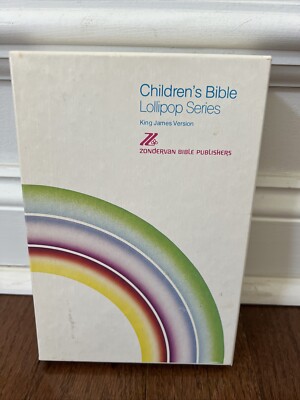 Children's Bible
Lollipop Series
King James Version
ZONDERVAN BIBLE PUBLISHERS